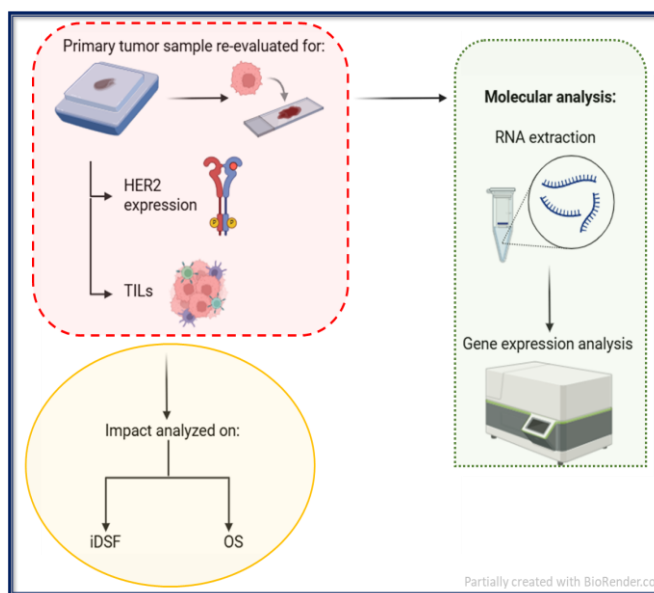 Primary tumor sample re-evaluated for:
HER2
expression
P
P
TILs
Impact analyzed on:
iDSF
OS
Molecular analysis:
RNA extraction
Gene expression analysis
Partially created with BioRender.co